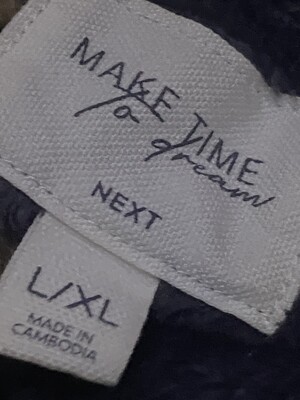 MAKE TIME
to dream
NEXT
L/XL
MADE IN
CAMBODIA